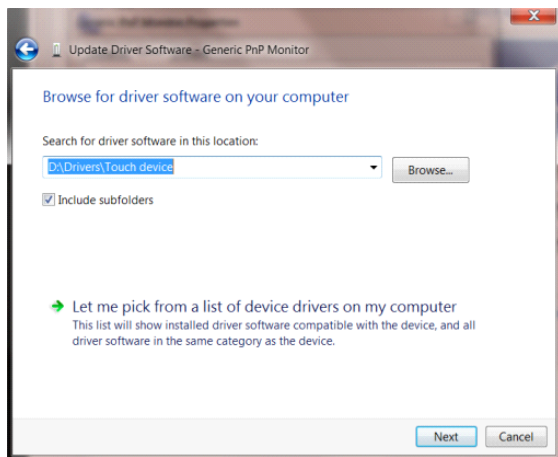 Update Driver Software - Generic PnP Monitor
Browse for driver software on your computer
Search for driver software in this location:
D:\Drivers\Touch device
Browse...
Include subfolders
Let me pick from a list of device drivers on my computer
This list will show installed driver software compatible with the device, and all
driver software in the same category as the device.
Next
Cancel